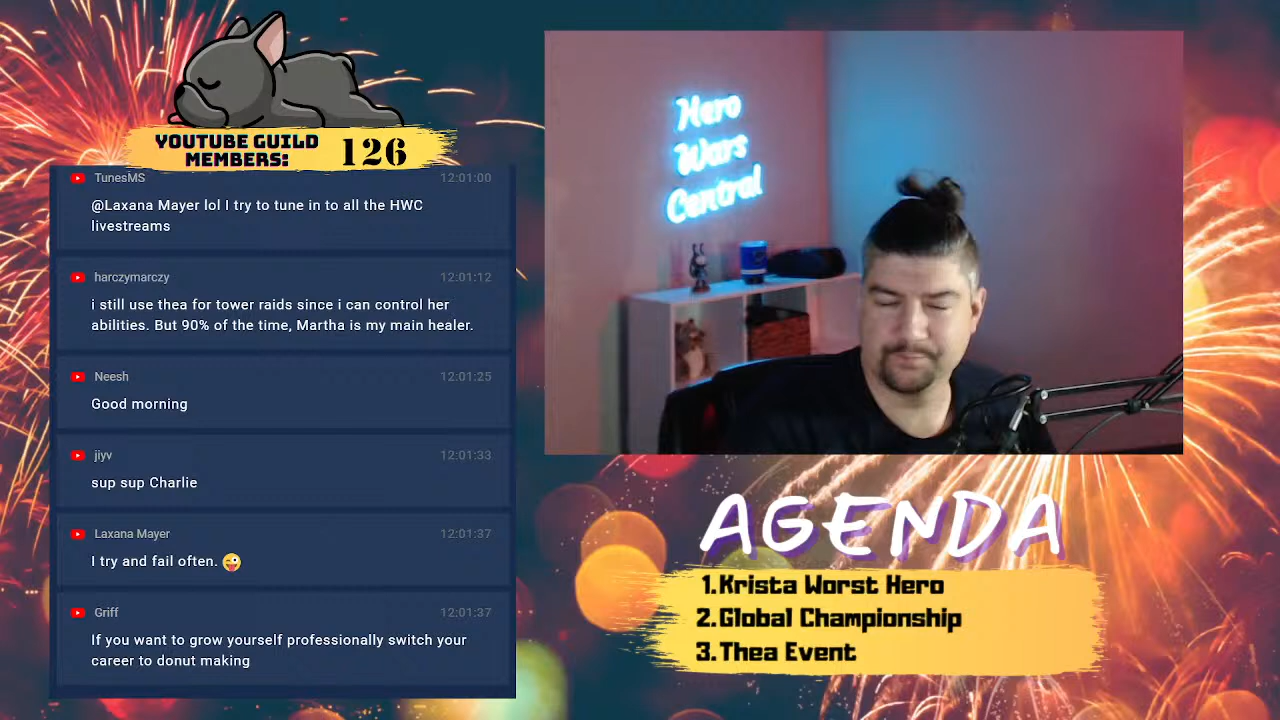 YOUTUBE GUILD
MEMBERS:
126
TunesMS 12:01:00
@Laxana Mayer lol I try to tune in to all the HWC
livestreams
harczymarczy 12:01:12
i still use thea for tower raids since i can control her
abilities. But 90% of the time, Martha is my main healer.
Neesh 12:01:25
Good morning
jiyv 12:01:33
sup sup Charlie
Laxana Mayer 12:01:37
I try and fail often. 😜
Griff 12:01:37
If you want to grow yourself professionally switch your
career to donut making
Hero
Wars
Central
AGENDA
1.Krista Worst Hero
2.Global Championship
3.Thea Event